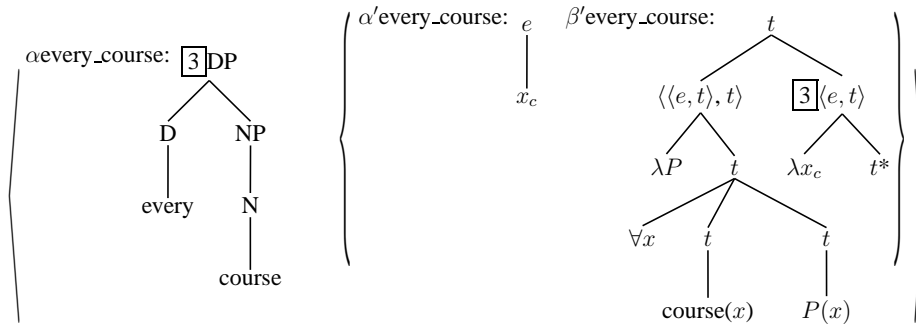 αevery_course: 3 DP α′every_course: e β′every_course: t
x_c ⟨⟨e, t⟩, t⟩ 3 ⟨e, t⟩
D NP
λP t λx_c t*
every N
∀x t t
course
course(x) P(x)